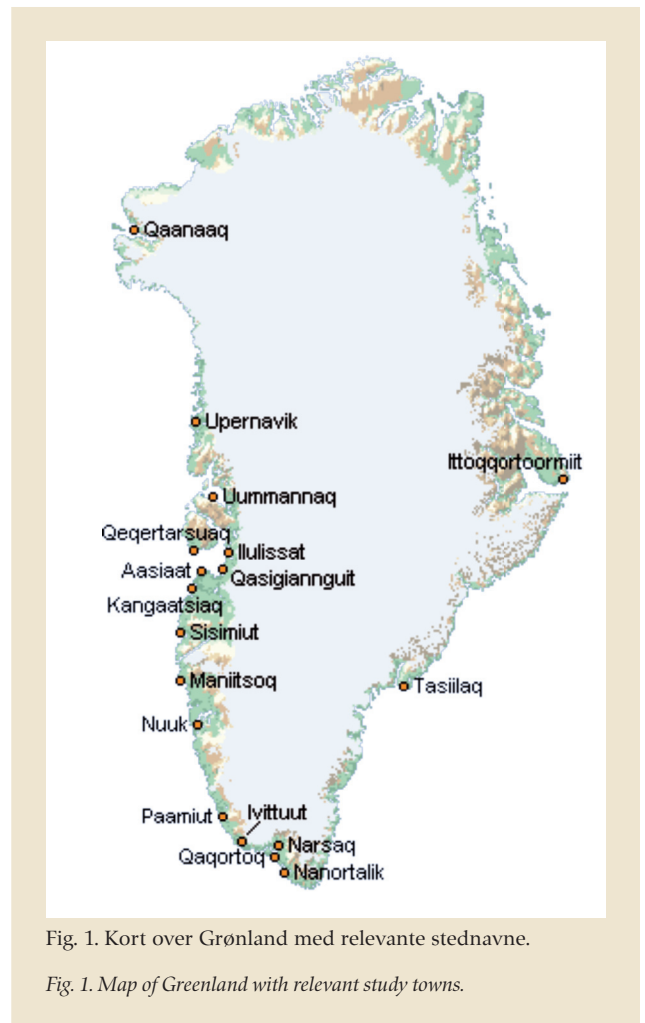 Qaanaaq
Upernavik
Ittoqqortoormiit
Uummannaq
Qeqertarsuaq
Ilulissat
Aasiaat
Qasigiannguit
Kangaatsiaq
Sisimiut
Maniitsoq
Tasiilaq
Nuuk
Paamiut
Ivittuut
Narsaq
Qaqortoq
Nanortalik
Fig. 1. Kort over Grønland med relevante stednavne.
Fig. 1. Map of Greenland with relevant study towns.